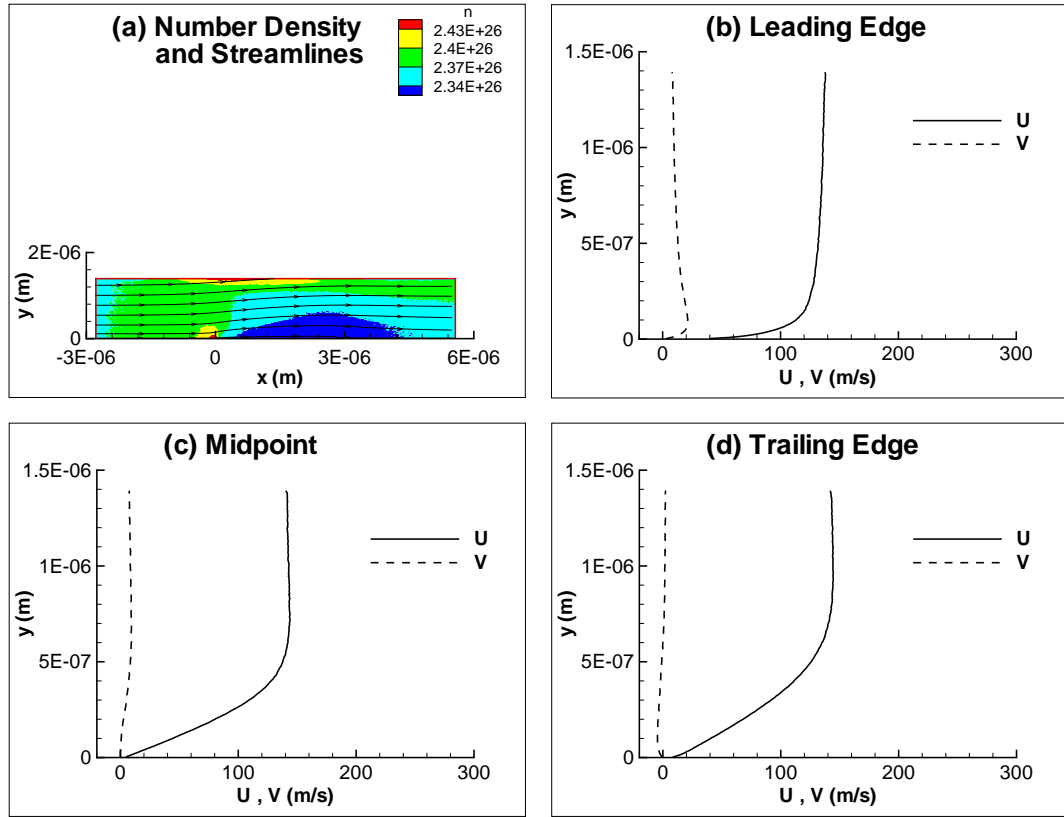 (a) Number Density
and Streamlines
n
2.43E+26
2.4E+26
2.37E+26
2.34E+26
y (m)
2E-06
0
-3E-06 0 3E-06 6E-06
x (m)
(b) Leading Edge
1.5E-06
1E-06
5E-07
0
y (m)
U
V
0 100 200 300
U , V (m/s)
(c) Midpoint
1.5E-06
1E-06
5E-07
0
y (m)
U
V
0 100 200 300
U , V (m/s)
(d) Trailing Edge
1.5E-06
1E-06
5E-07
0
y (m)
U
V
0 100 200 300
U , V (m/s)